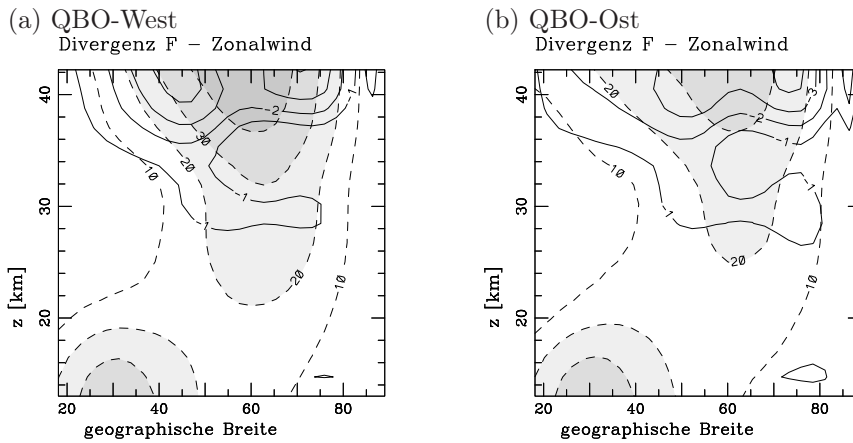 (a) QBO-West
Divergenz F − Zonalwind
40
30
20
z [km]
20 40 60 80
geographische Breite
-1
-2
30
20
10
-1
-1
20
10
(b) QBO-Ost
Divergenz F − Zonalwind
40
30
20
z [km]
20 40 60 80
geographische Breite
20
-3
-2
-1
10
-1
-1
20
10